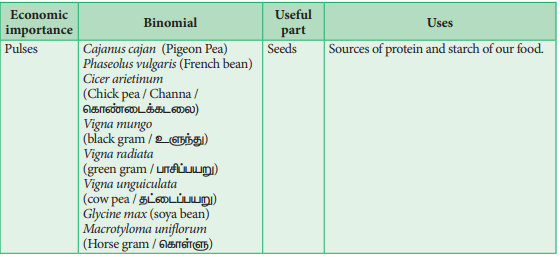 Economic importance
Binomial
Useful part
Uses
Pulses
Cajanus cajan (Pigeon Pea)
Phaseolus vulgaris (French bean)
Cicer arietinum
(Chick pea / Channa /
கொண்டைக்கடலை)
Vigna mungo
(black gram / உளுந்து)
Vigna radiata
(green gram / பாசிப்பயறு)
Vigna unguiculata
(cow pea / தட்டைப்பயறு)
Glycine max (soya bean)
Macrotyloma uniflorum
(Horse gram / கொள்ளு)
Seeds
Sources of protein and starch of our food.